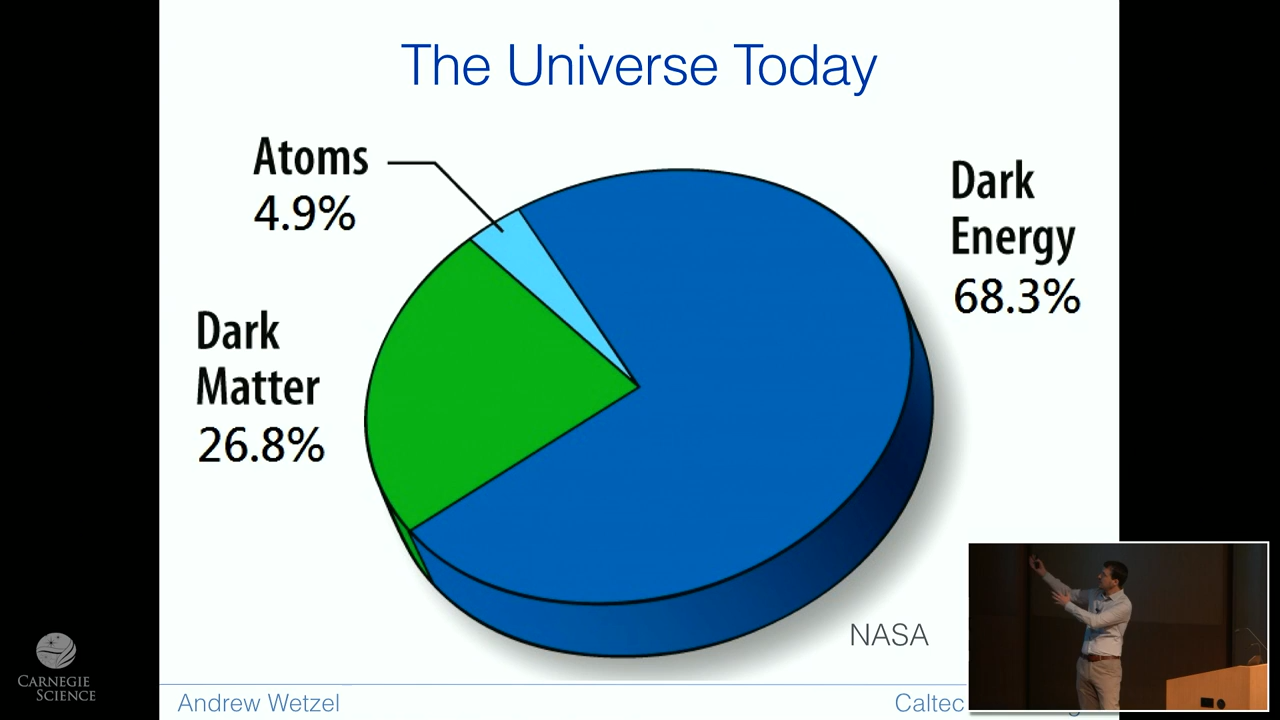 The Universe Today
Atoms
4.9%
Dark
Energy
68.3%
Dark
Matter
26.8%
NASA
CARNEGIE
SCIENCE
Andrew Wetzel